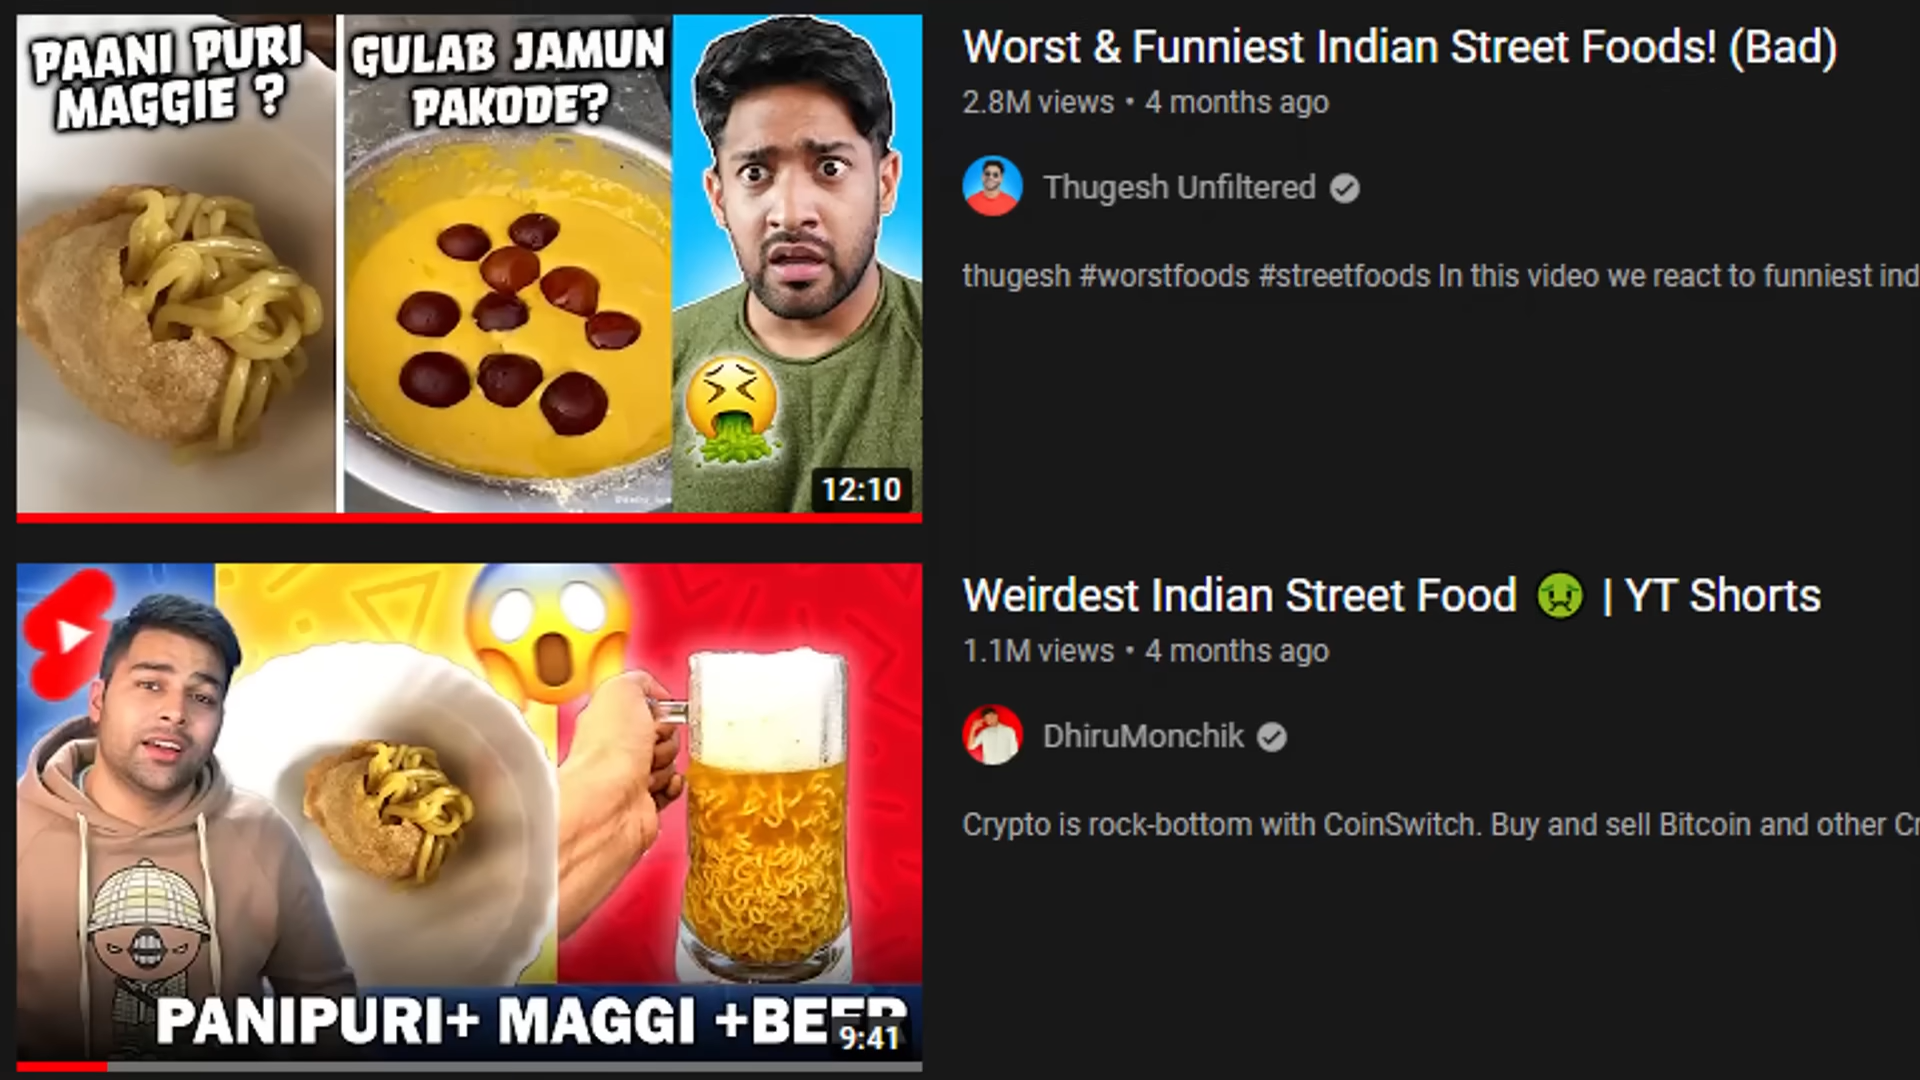 PAANI PURI
MAGGIE ?
GULAB JAMUN
PAKODE?
12:10
Worst & Funniest Indian Street Foods! (Bad)
2.8M views • 4 months ago
Thugesh Unfiltered
thugesh #worstfoods #streetfoods In this video we react to funniest ind
PANIPURI+ MAGGI +BEER
9:41
Weirdest Indian Street Food 🤢 | YT Shorts
1.1M views • 4 months ago
DhiruMonchik
Crypto is rock-bottom with CoinSwitch. Buy and sell Bitcoin and other Cr